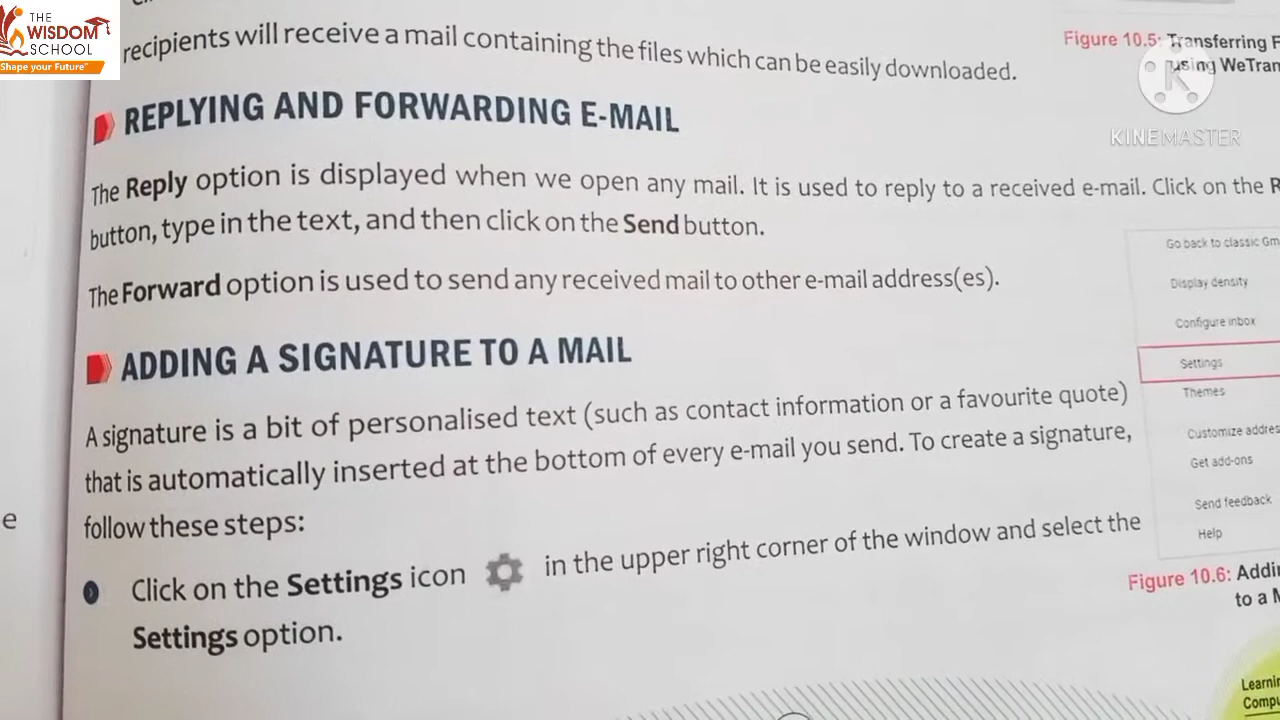 THE
WISDOM
SCHOOL
Shape your Future"
recipients will receive a mail containing the files which can be easily downloaded.
Figure 10.5: Transferring F
using WeTran
KINEMASTER
REPLYING AND FORWARDING E-MAIL
The Reply option is displayed when we open any mail. It is used to reply to a received e-mail. Click on the R
button, type in the text, and then click on the Send button.
The Forward option is used to send any received mail to other e-mail address(es).
ADDING A SIGNATURE TO A MAIL
A signature is a bit of personalised text (such as contact information or a favourite quote)
that is automatically inserted at the bottom of every e-mail you send. To create a signature,
follow these steps:
Click on the Settings icon in the upper right corner of the window and select the
Settings option.
Go back to classic Gm
Display density
Configure inbox
Settings
Themes
Customize addres
Get add-ons
Send feedback
Help
Figure 10.6: Addin
to a M
Learnin
Compu
e